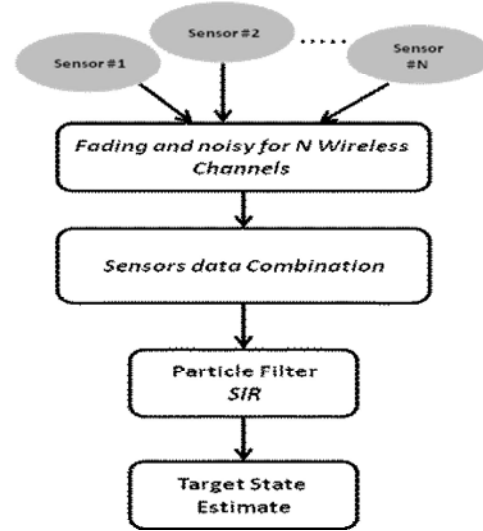 Sensor #1
Sensor #2
.....
Sensor
#N
Fading and noisy for N Wireless
Channels
Sensors data Combination
Particle Filter
SIR
Target State
Estimate